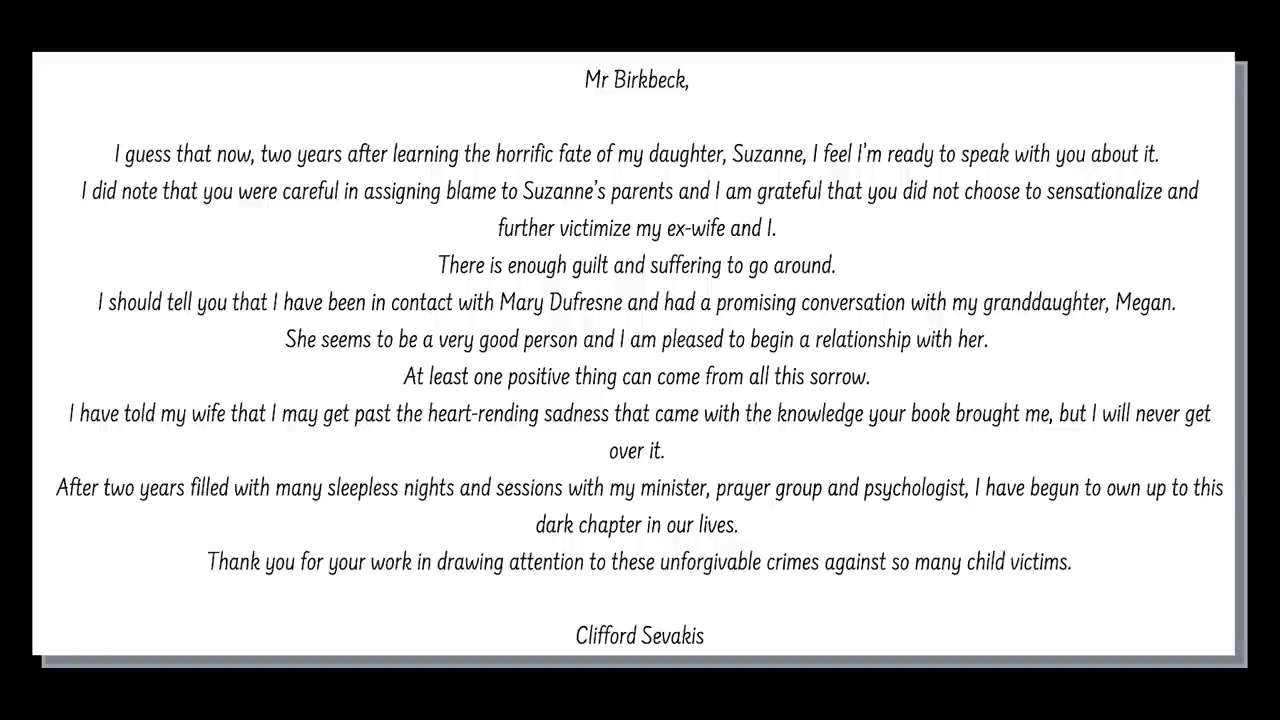 Mr Birkbeck,
I guess that now, two years after learning the horrific fate of my daughter, Suzanne, I feel I'm ready to speak with you about it.
I did note that you were careful in assigning blame to Suzanne's parents and I am grateful that you did not choose to sensationalize and
further victimize my ex-wife and I.
There is enough guilt and suffering to go around.
I should tell you that I have been in contact with Mary Dufresne and had a promising conversation with my granddaughter, Megan.
She seems to be a very good person and I am pleased to begin a relationship with her.
At least one positive thing can come from all this sorrow.
I have told my wife that I may get past the heart-rending sadness that came with the knowledge your book brought me, but I will never get
over it.
After two years filled with many sleepless nights and sessions with my minister, prayer group and psychologist, I have begun to own up to this
dark chapter in our lives.
Thank you for your work in drawing attention to these unforgivable crimes against so many child victims.
Clifford Sevakis